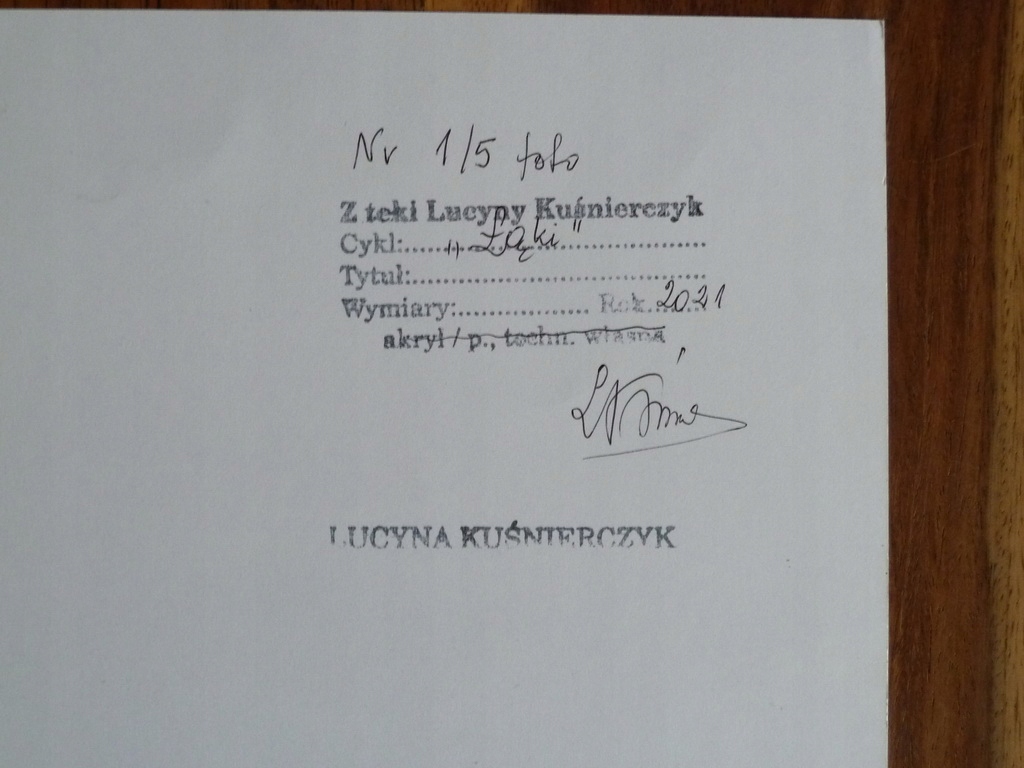 Nr 1/5 foto
Z teki Lucyny Kuśnierczyk
Cykl:......„Łąki”......................
Tytuł:..........................................
Wymiary:................... Rok 2021
akryl / p., techn. własna
LUCYNA KUŚNIERCZYK